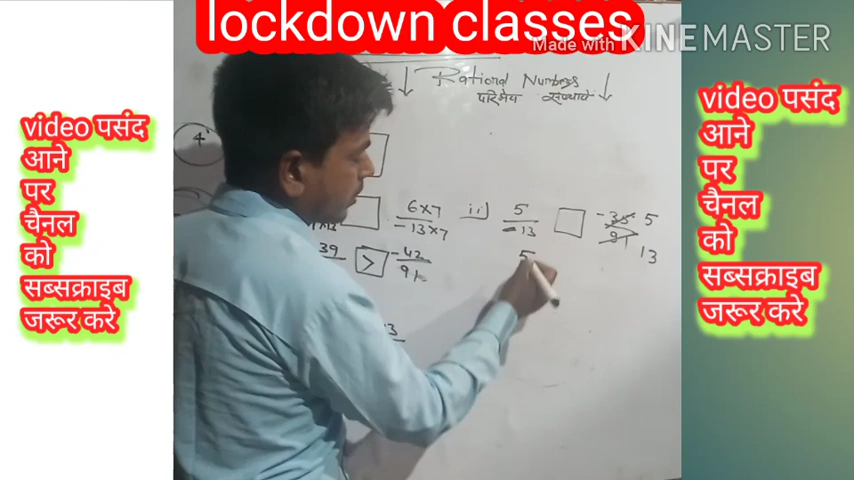 lockdown classes
Made with KINEMASTER
video पसंद
आने
पर
चैनल
को
सब्सक्राइब
जरूर करे
↓ Rational Numbers ↓
परिमेय संख्याये
4
6×7
-13×7
39
>
-42
91
ii) 5
-13
-35 5
91 13
5
video पसंद
आने
पर
चैनल
को
सब्सक्राइब
जरूर करे